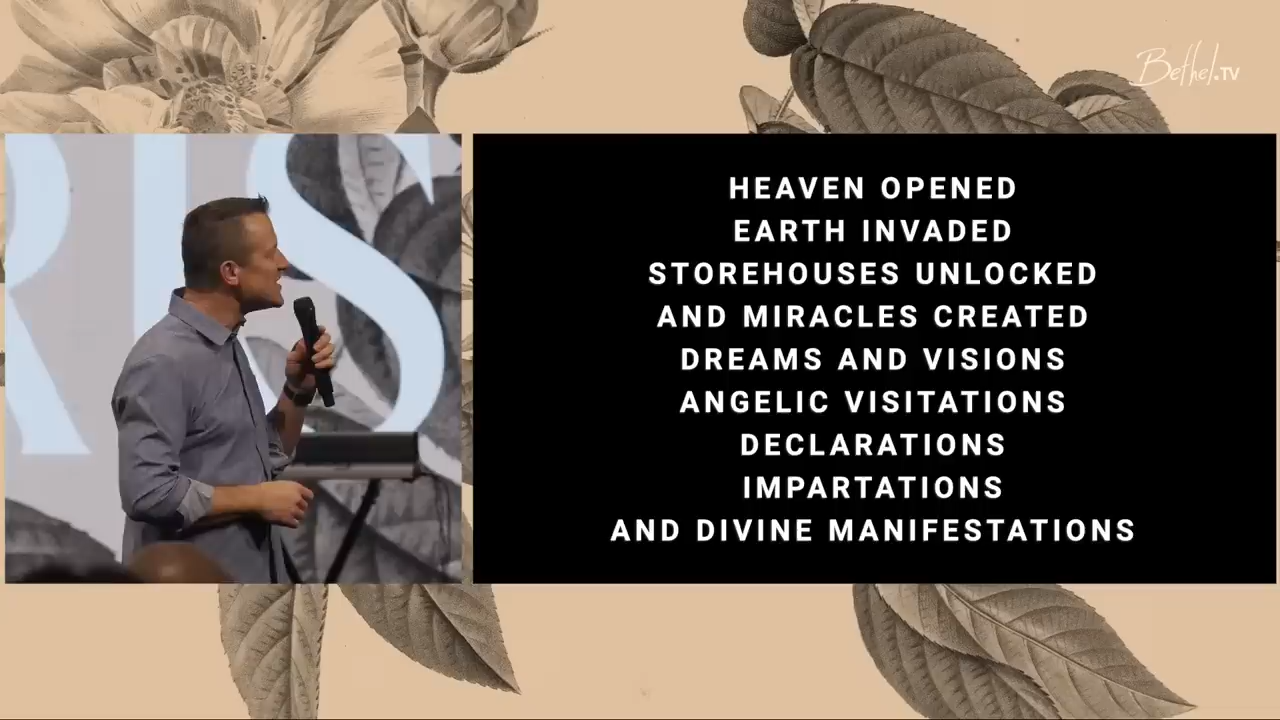 Bethel.TV
RIS
HEAVEN OPENED
EARTH INVADED
STOREHOUSES UNLOCKED
AND MIRACLES CREATED
DREAMS AND VISIONS
ANGELIC VISITATIONS
DECLARATIONS
IMPARTATIONS
AND DIVINE MANIFESTATIONS